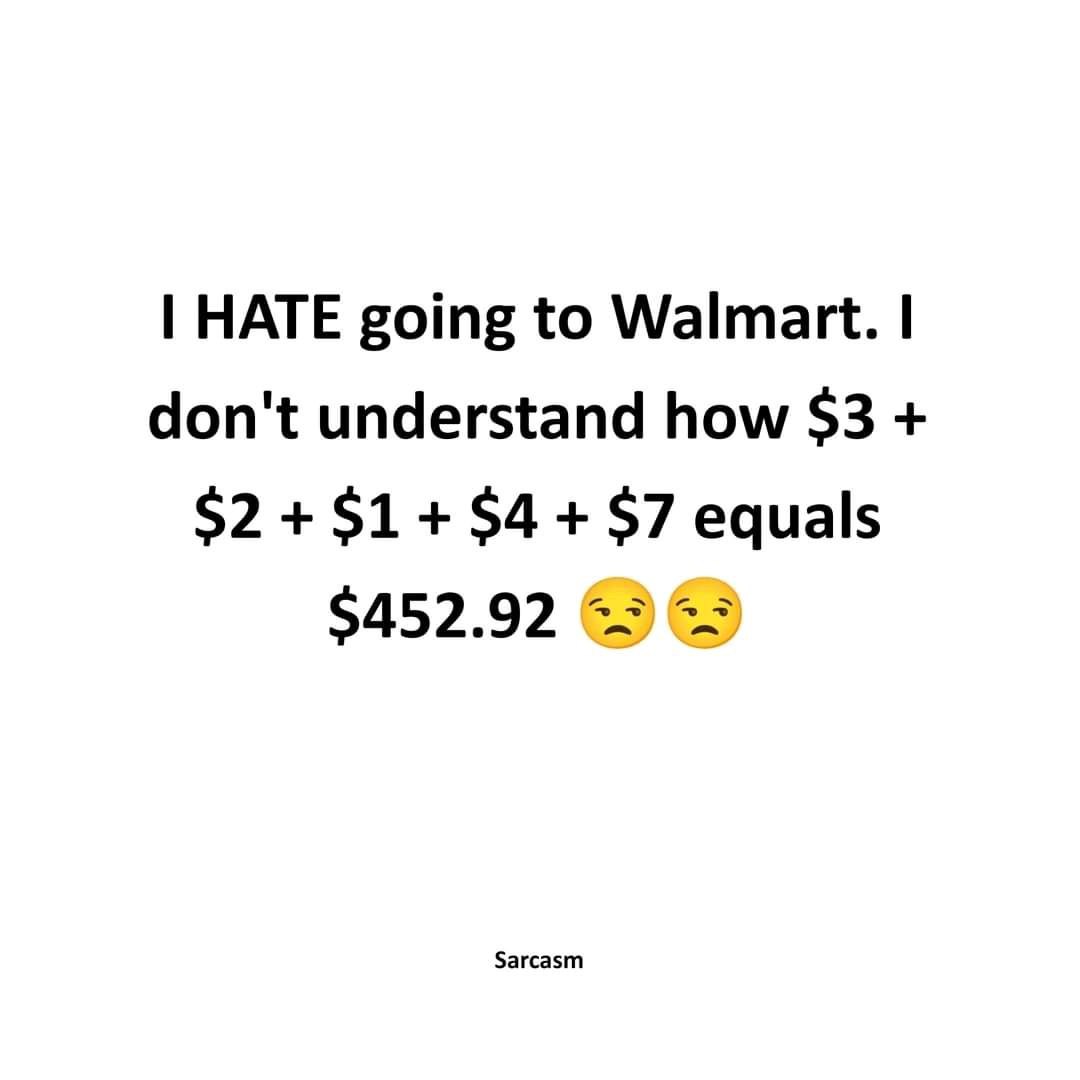 I HATE going to Walmart. I
don't understand how $3 +
$2 + $1 + $4 + $7 equals
$452.92 😒😒
Sarcasm